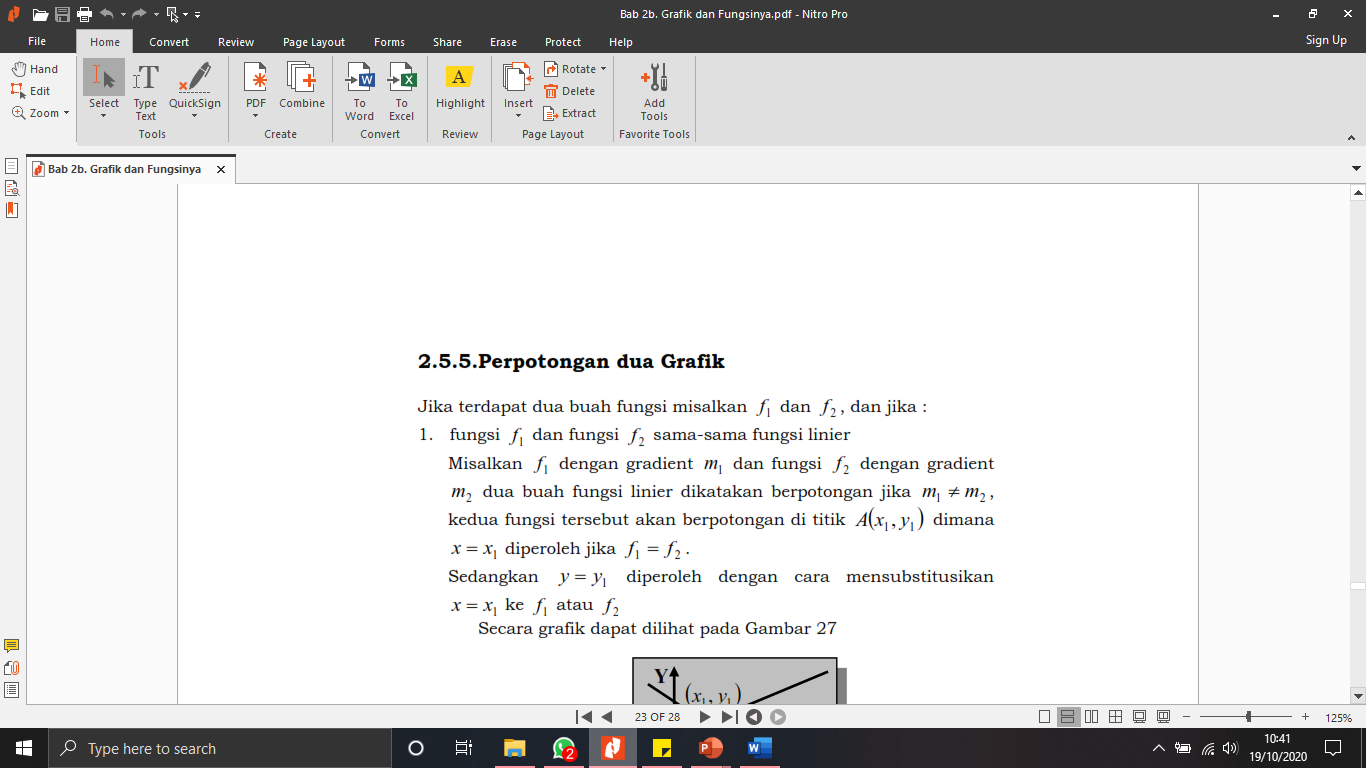 Bab 2b. Grafik dan Fungsinya.pdf - Nitro Pro
File Home Convert Review Page Layout Forms Share Erase Protect Help Sign Up
Hand
Edit
Zoom
Select
Type Text
QuickSign
Tools
PDF
Combine
Create
To Word
To Excel
Convert
A
Highlight
Review
Insert
Rotate
Delete
Extract
Page Layout
Add Tools
Favorite Tools
Bab 2b. Grafik dan Fungsinya
2.5.5.Perpotongan dua Grafik
Jika terdapat dua buah fungsi misalkan f₁ dan f₂, dan jika :
1. fungsi f₁ dan fungsi f₂ sama-sama fungsi linier
Misalkan f₁ dengan gradient m₁ dan fungsi f₂ dengan gradient
m₂ dua buah fungsi linier dikatakan berpotongan jika m₁ ≠ m₂,
kedua fungsi tersebut akan berpotongan di titik A(x₁, y₁) dimana
x = x₁ diperoleh jika f₁ = f₂.
Sedangkan y = y₁ diperoleh dengan cara mensubstitusikan
x = x₁ ke f₁ atau f₂
Secara grafik dapat dilihat pada Gambar 27
Y
(x₁, y₁)
23 OF 28
125%
Type here to search
2
10:41
19/10/2020